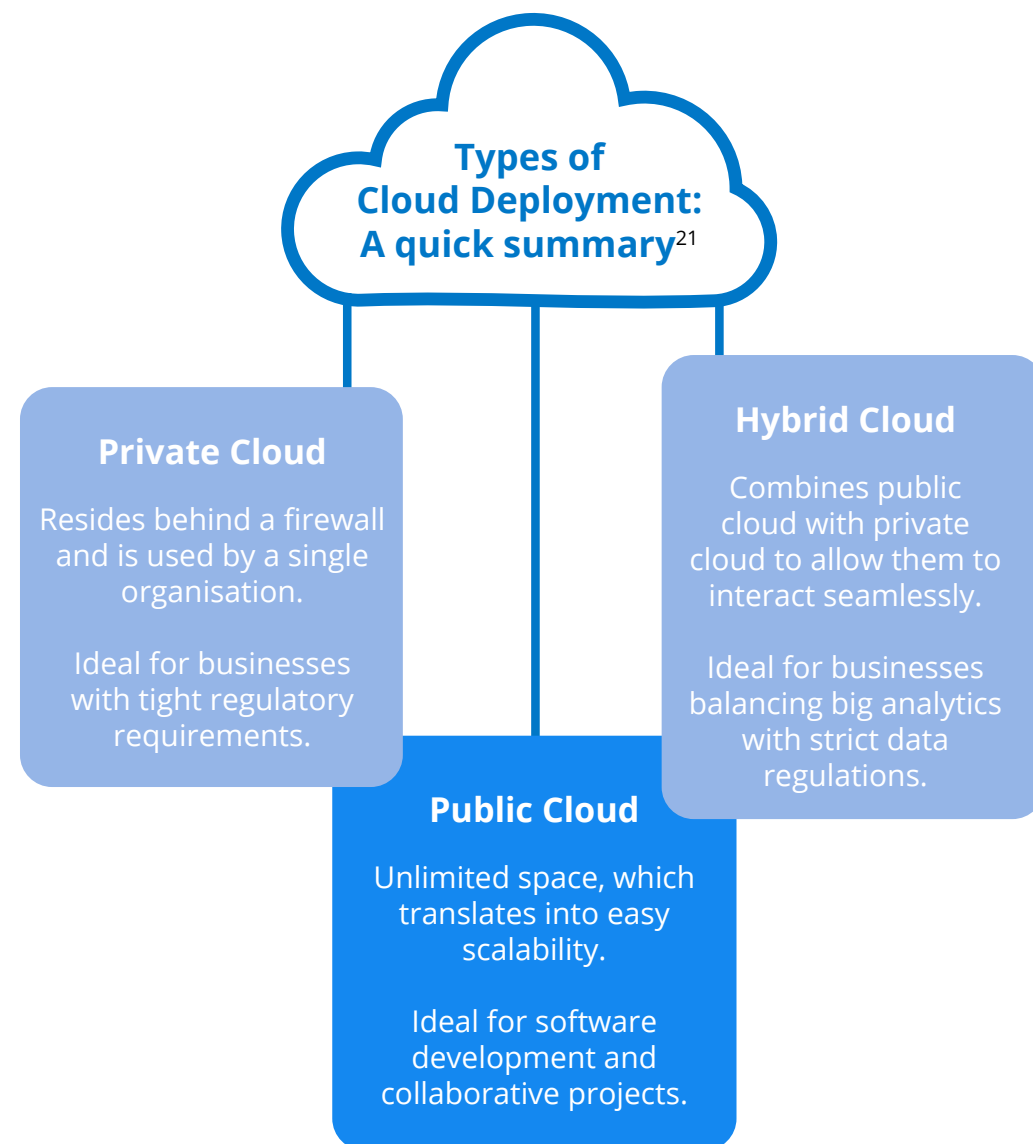 Types of
Cloud Deployment:
A quick summary21
Private Cloud
Resides behind a firewall
and is used by a single
organisation.
Ideal for businesses
with tight regulatory
requirements.
Hybrid Cloud
Combines public
cloud with private
cloud to allow them to
interact seamlessly.
Ideal for businesses
balancing big analytics
with strict data
regulations.
Public Cloud
Unlimited space, which
translates into easy
scalability.
Ideal for software
development and
collaborative projects.